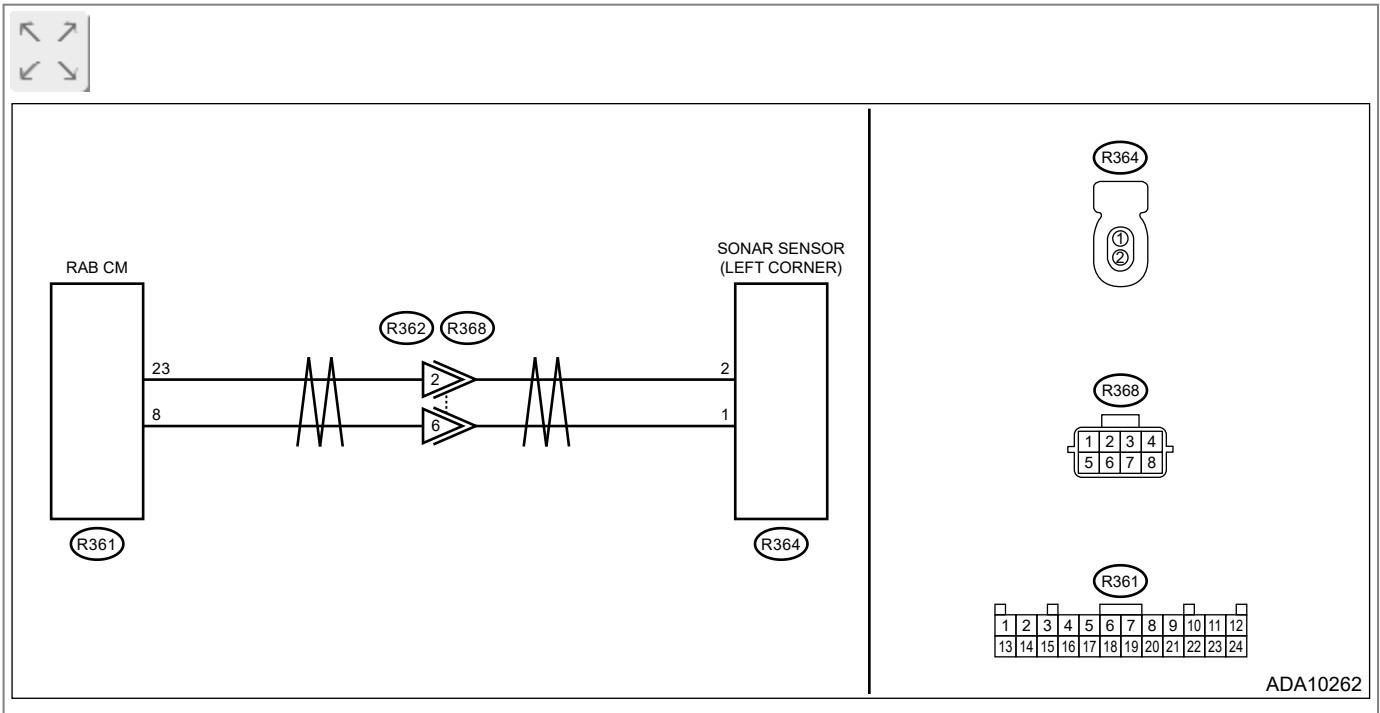 RAB CM
SONAR SENSOR
(LEFT CORNER)
R362 R368
23 2 2
8 6 1
R361
R364
R364
1
2
R368
1 2 3 4
5 6 7 8
R361
1 2 3 4 5 6 7 8 9 10 11 12
13 14 15 16 17 18 19 20 21 22 23 24
ADA10262